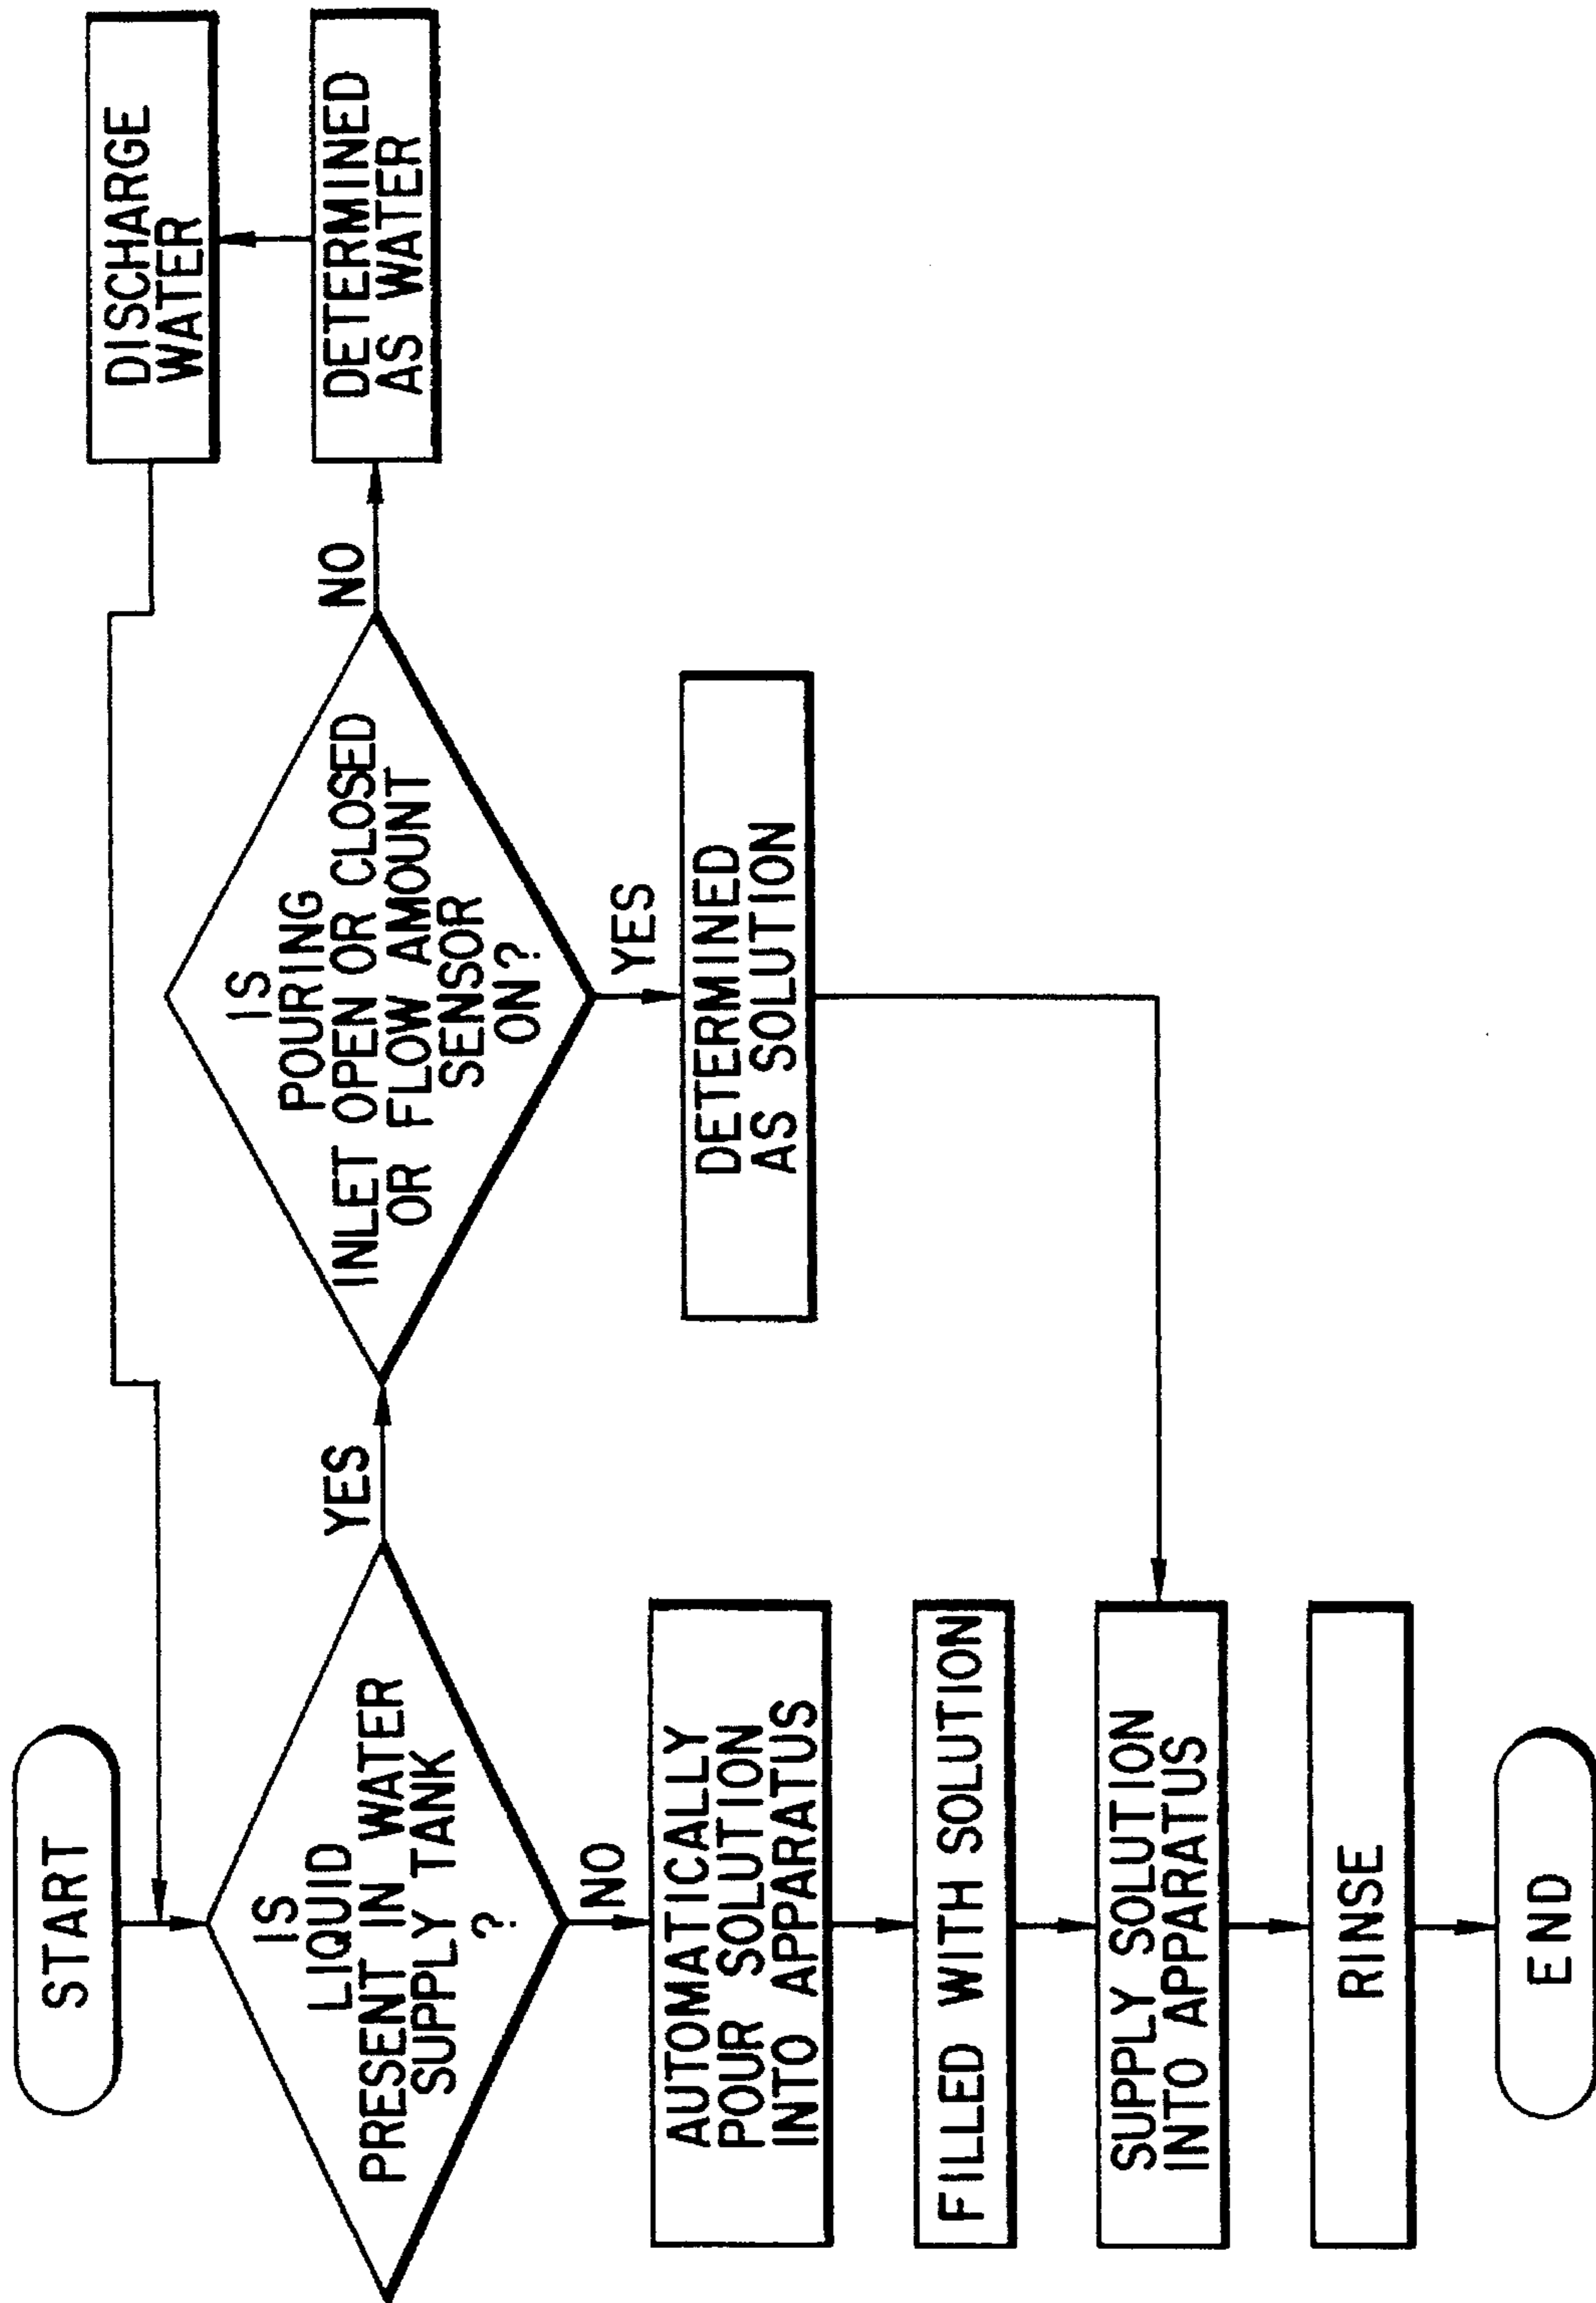 START
IS
LIQUID
PRESENT IN WATER
SUPPLY TANK
?
YES
NO
AUTOMATICALLY
POUR SOLUTION
INTO APPARATUS
FILLED WITH SOLUTION
SUPPLY SOLUTION
INTO APPARATUS
RINSE
END
IS
POURING
INLET OPEN OR CLOSED
OR FLOW AMOUNT
SENSOR
ON?
NO
YES
DETERMINED
AS SOLUTION
DISCHARGE
WATER
DETERMINED
AS WATER